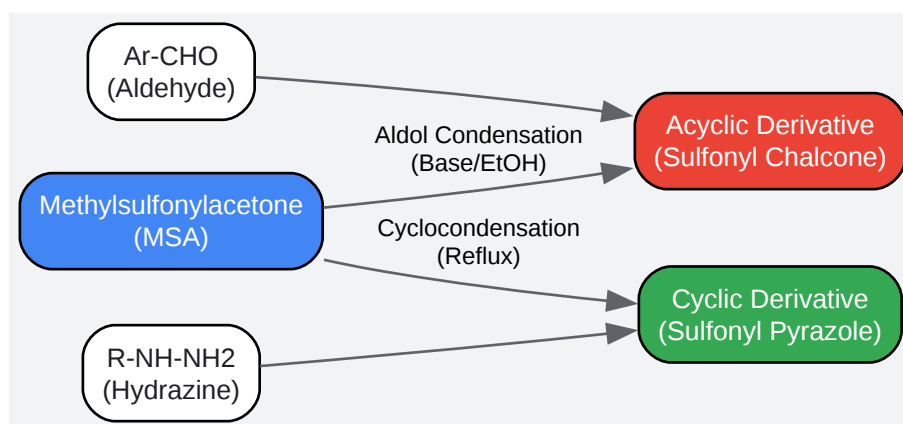 Ar-CHO
(Aldehyde)
Aldol Condensation
(Base/EtOH)
Acyclic Derivative
(Sulfonyl Chalcone)
Methylsulfonylacetone
(MSA)
Cyclocondensation
(Reflux)
Cyclic Derivative
(Sulfonyl Pyrazole)
R-NH-NH2
(Hydrazine)